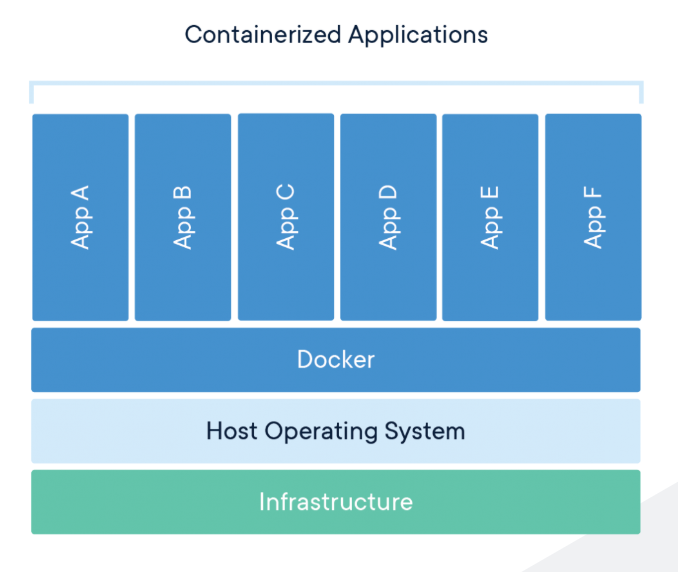 Containerized Applications
App A
App B
App C
App D
App E
App F
Docker
Host Operating System
Infrastructure